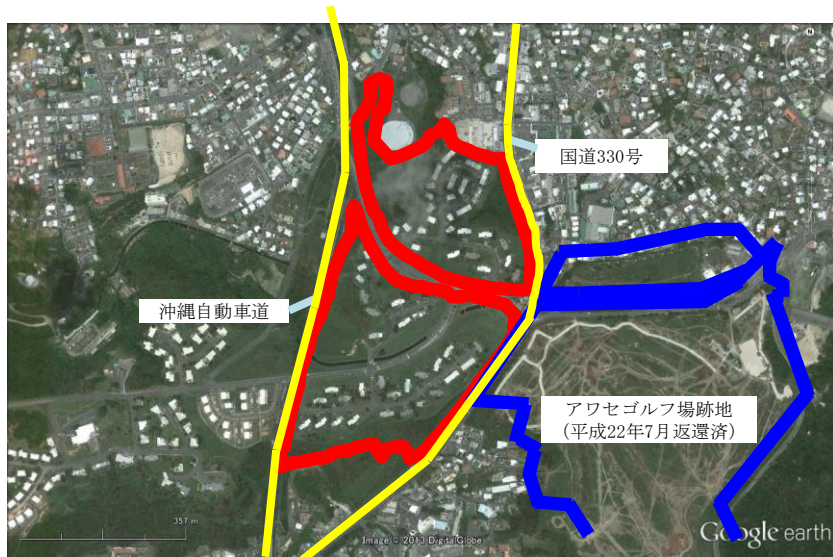 N
国道330号
沖縄自動車道
アワセゴルフ場跡地
(平成22年7月返還済)
357 m
Image © 2013 DigitalGlobe
Google earth